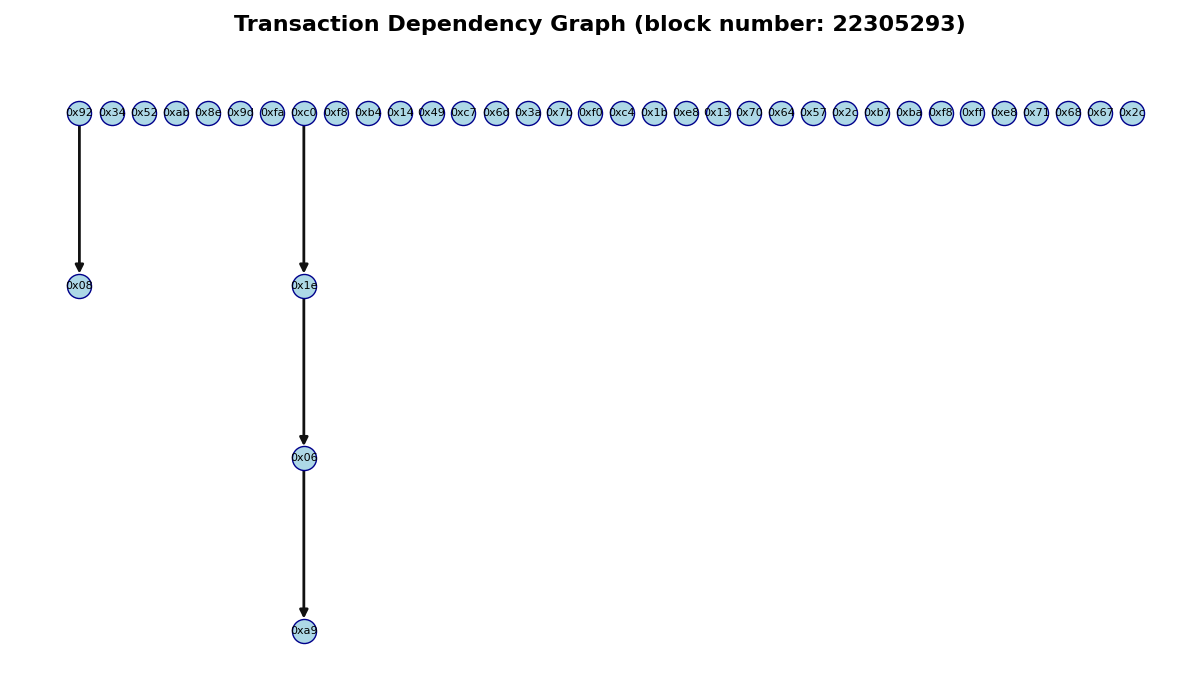 Transaction Dependency Graph (block number: 22305293)
0x92 0x34 0x52 0xab 0x8e 0x9d 0xfa 0xc0 0xf8 0xb4 0x14 0x49 0xc7 0x6d 0x3a 0x7b 0xf0 0xc4 0x1b 0xe8 0x13 0x70 0x64 0x57 0x2c 0xb7 0xba 0xf8 0xff 0xe8 0x71 0x68 0x67 0x2c
0x08 0x1e
0x06
0xa9